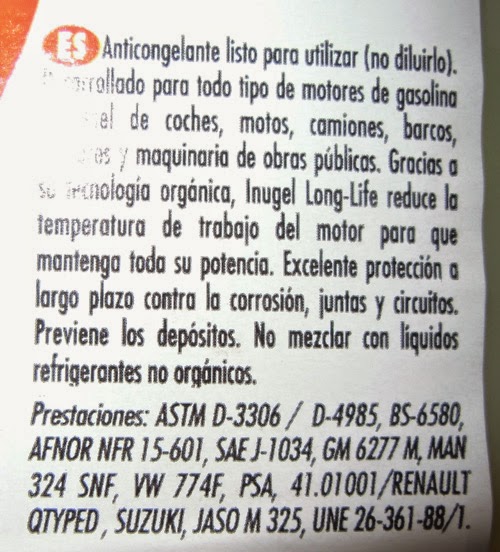 ES Anticongelante listo para utilizar (no diluirlo).
para todo tipo de motores de gasolina
de coches, motos, camiones, barcos,
y maquinaria de obras públicas. Gracias a
su tecnología orgánica, Inugel Long-Life reduce la
temperatura de trabajo del motor para que
mantenga toda su potencia. Excelente protección a
largo plazo contra la corrosión, juntas y circuitos.
Previene los depósitos. No mezclar con líquidos
refrigerantes no orgánicos.
Prestaciones: ASTM D-3306 / D-4985, BS-6580,
AFNOR NFR 15-601, SAE J-1034, GM 6277 M, MAN
324 SNF, VW 774F, PSA, 41.01001/RENAULT
QTYPED , SUZUKI, JASO M 325, UNE 26-361-88/1.